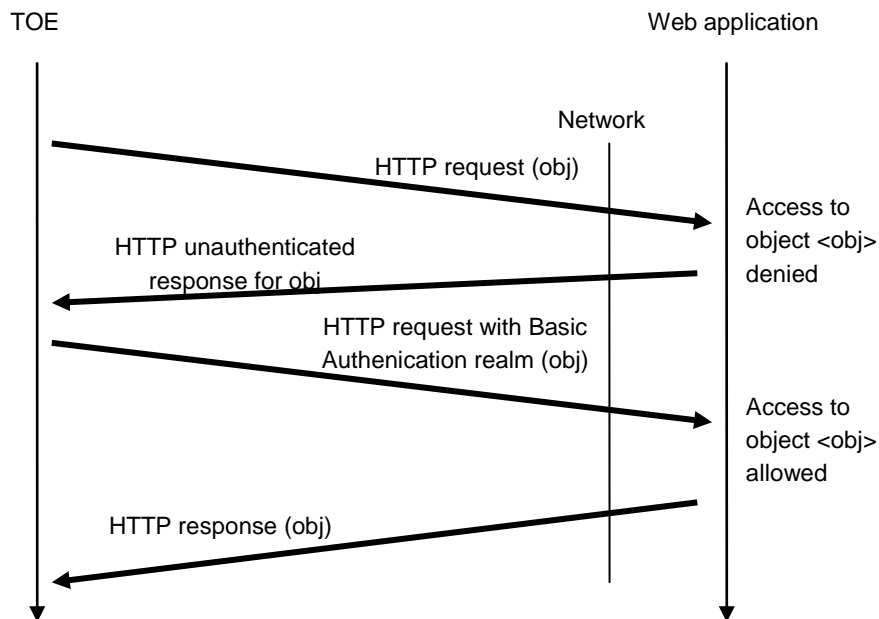 TOE
Web application
Network
HTTP request (obj)
Access to
object <obj>
denied
HTTP unauthenticated
response for obj
HTTP request with Basic
Authenication realm (obj)
Access to
object <obj>
allowed
HTTP response (obj)